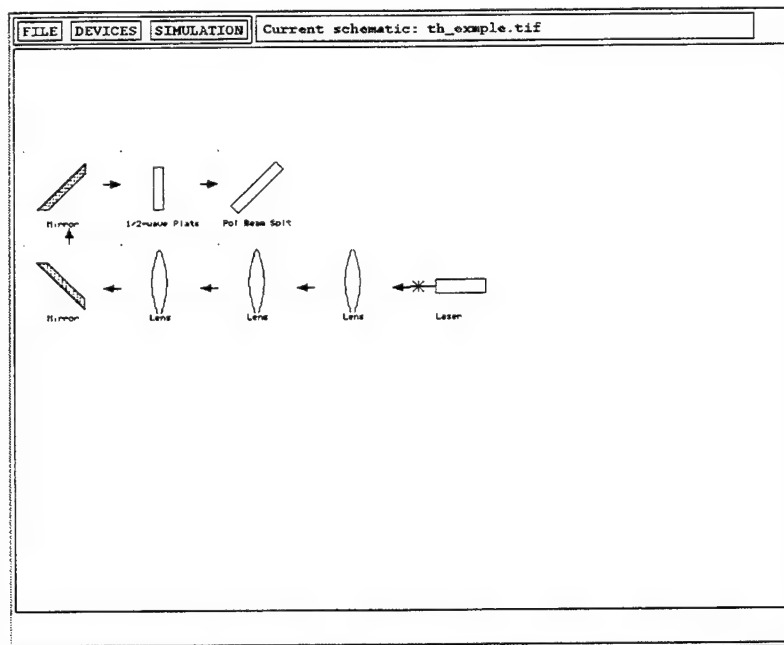 FILE DEVICES SIMULATION Current schematic: th_exmple.tif
Mirror 1/2-wave Plate Pol Beam Splt
Mirror Lens Lens Lens Laser